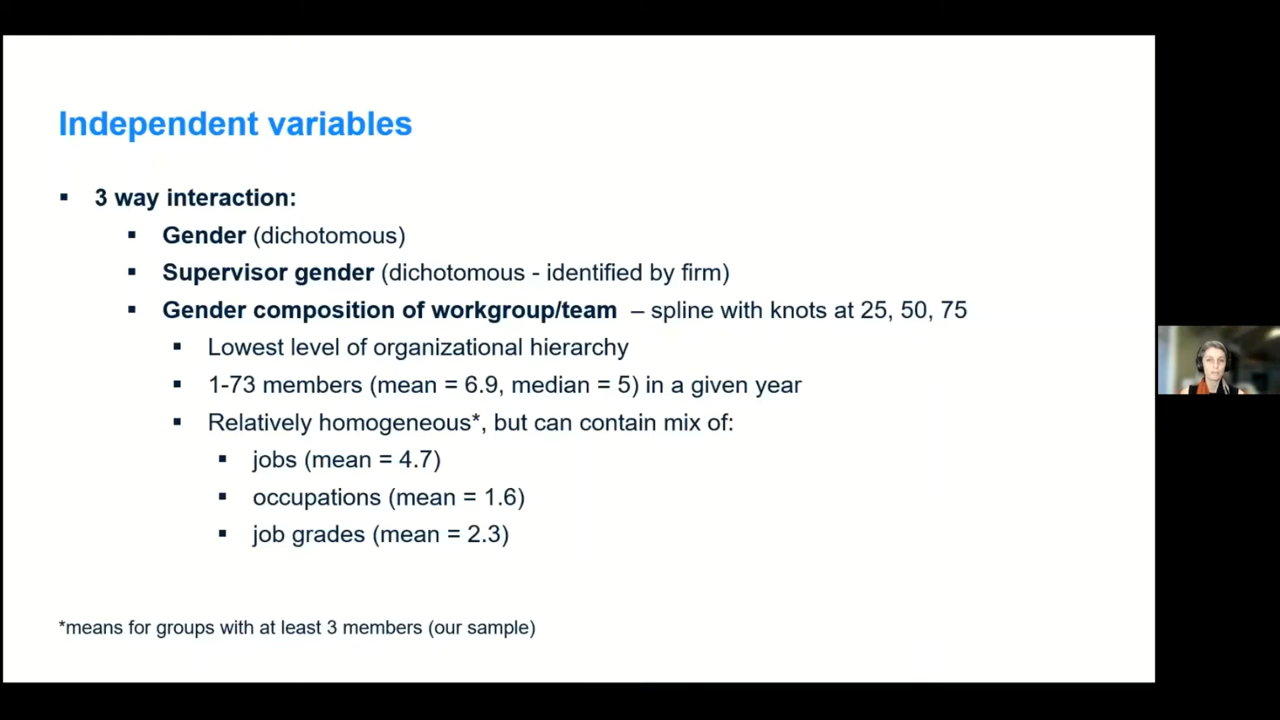 Independent variables
▪ 3 way interaction:
▪ Gender (dichotomous)
▪ Supervisor gender (dichotomous - identified by firm)
▪ Gender composition of workgroup/team – spline with knots at 25, 50, 75
▪ Lowest level of organizational hierarchy
▪ 1-73 members (mean = 6.9, median = 5) in a given year
▪ Relatively homogeneous*, but can contain mix of:
▪ jobs (mean = 4.7)
▪ occupations (mean = 1.6)
▪ job grades (mean = 2.3)
*means for groups with at least 3 members (our sample)